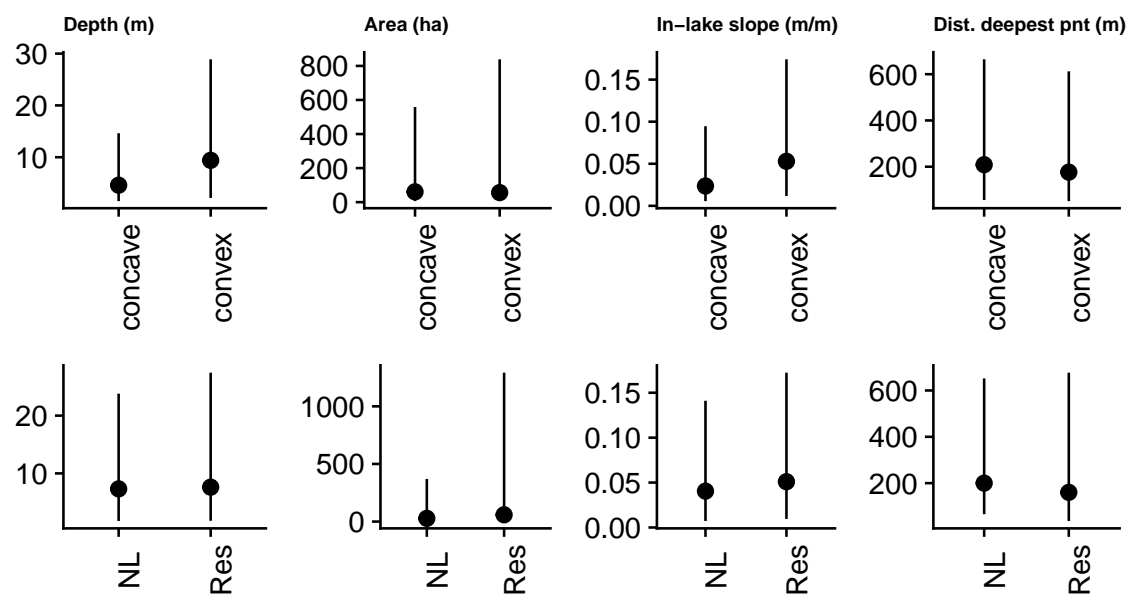 Depth (m)
30
20
10
concave
convex
Area (ha)
800
600
400
200
0
concave
convex
In−lake slope (m/m)
0.15
0.10
0.05
0.00
concave
convex
Dist. deepest pnt (m)
600
400
200
concave
convex
20
10
NL
Res
1000
500
0
NL
Res
0.15
0.10
0.05
0.00
NL
Res
600
400
200
NL
Res